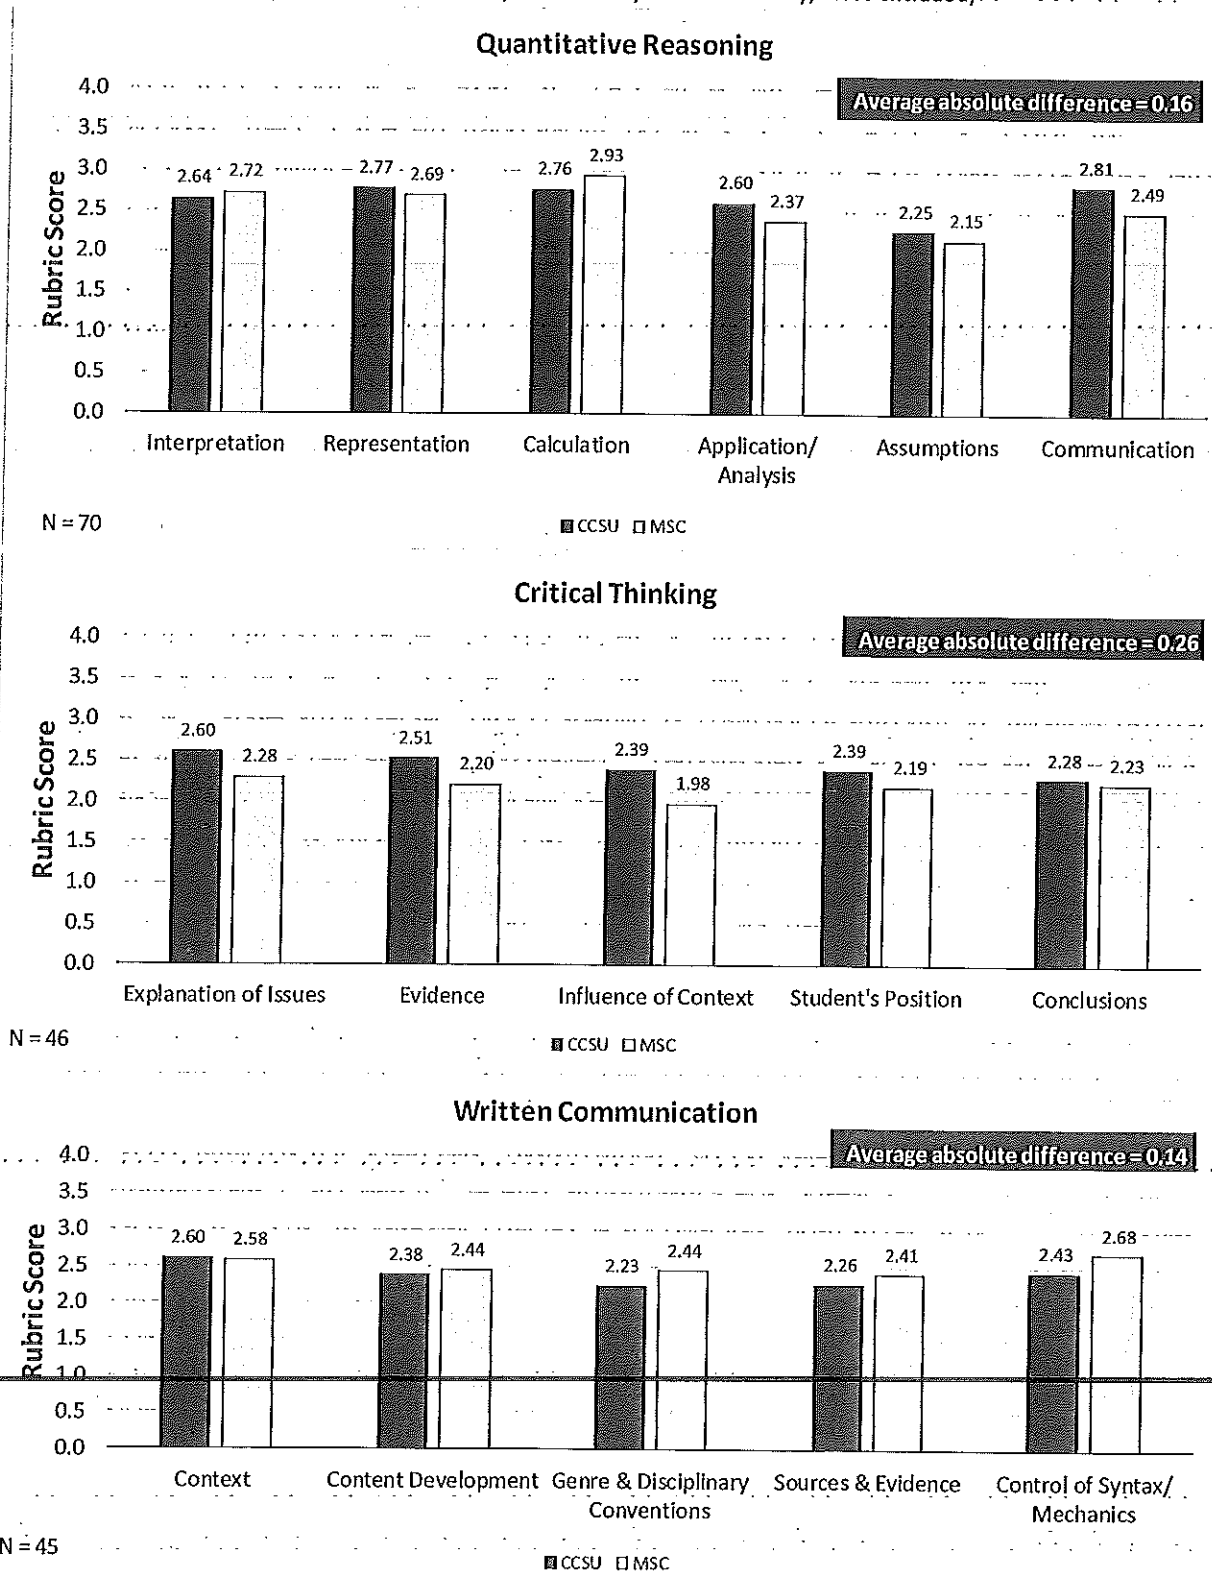 Quantitative Reasoning
Average absolute difference = 0.16
Rubric Score
4.0
3.5
3.0
2.5
2.0
1.5
1.0
0.5
0.0
2.64 2.72 2.77 2.69 2.76 2.93 2.60 2.37 2.25 2.15 2.81 2.49
Interpretation Representation Calculation Application/ Assumptions Communication
Analysis
N = 70
CCSU MSC
Critical Thinking
Average absolute difference = 0.26
Rubric Score
4.0
3.5
3.0
2.5
2.0
1.5
1.0
0.5
0.0
2.60 2.28 2.51 2.20 2.39 1.98 2.39 2.19 2.28 2.23
Explanation of Issues Evidence Influence of Context Student's Position Conclusions
N = 46
CCSU MSC
Written Communication
Average absolute difference = 0.14
Rubric Score
4.0
3.5
3.0
2.5
2.0
1.5
1.0
0.5
0.0
2.60 2.58 2.38 2.44 2.23 2.44 2.26 2.41 2.43 2.68
Context Content Development Genre & Disciplinary Sources & Evidence Control of Syntax/
Conventions Mechanics
N = 45
CCSU MSC